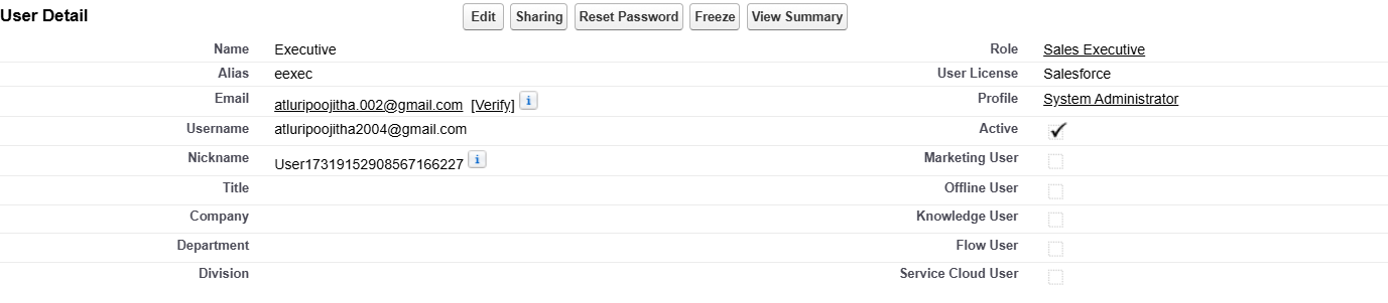 User Detail
Edit Sharing Reset Password Freeze View Summary
Name Executive Role Sales Executive
Alias eexec User License Salesforce
Email atluripoojitha.002@gmail.com [Verify] i Profile System Administrator
Username atluripoojitha2004@gmail.com Active
Nickname User17319152908567166227 i Marketing User
Title Offline User
Company Knowledge User
Department Flow User
Division Service Cloud User